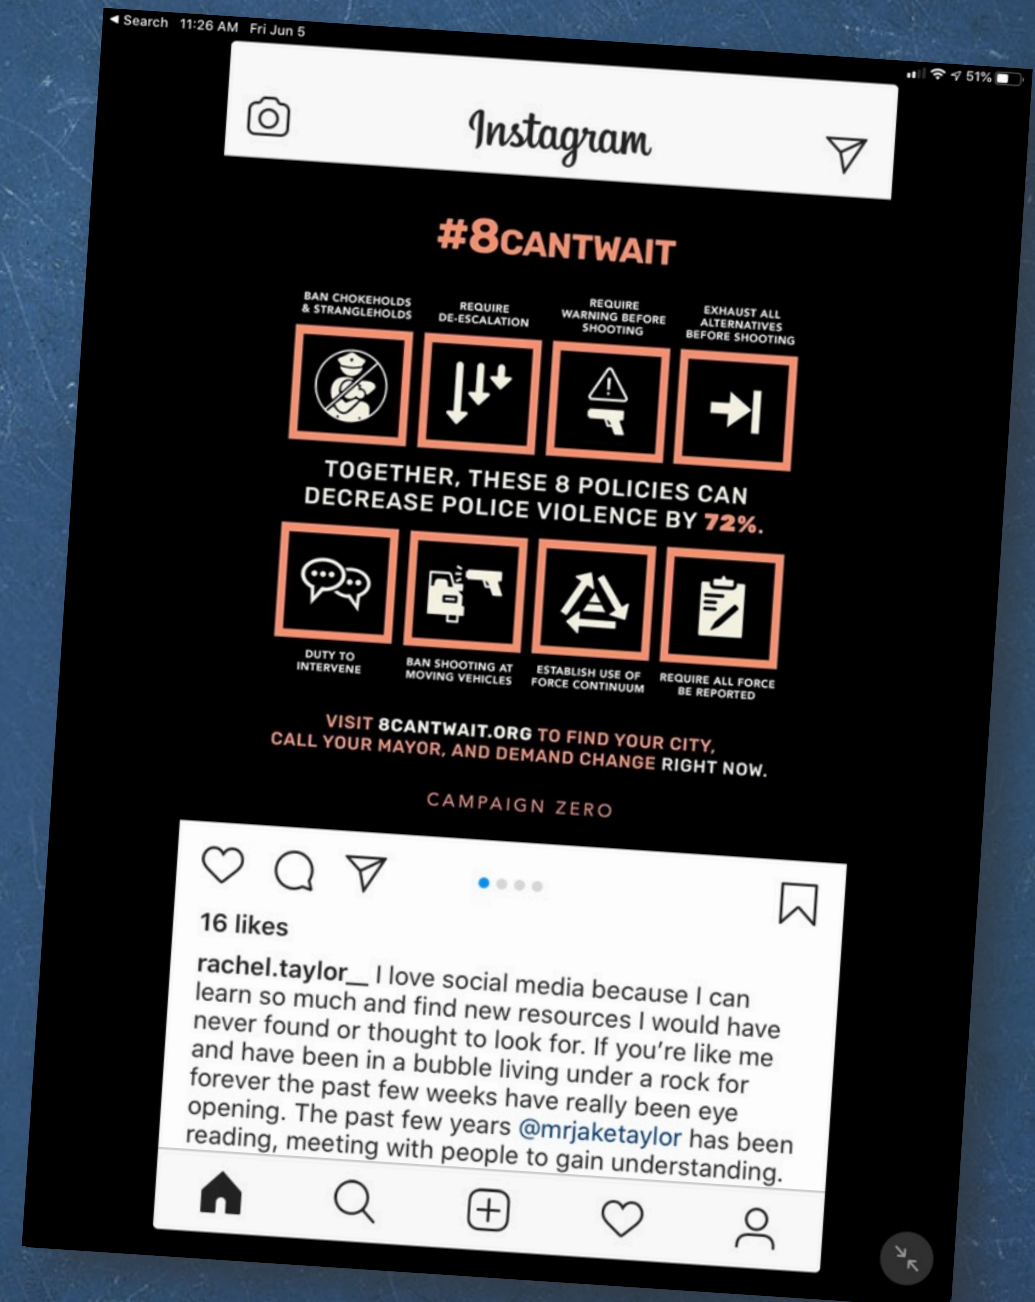 Search 11:26 AM Fri Jun 5
51%
Instagram
#8CANTWAIT
BAN CHOKEHOLDS
& STRANGLEHOLDS
REQUIRE
DE-ESCALATION
REQUIRE
WARNING BEFORE
SHOOTING
EXHAUST ALL
ALTERNATIVES
BEFORE SHOOTING
TOGETHER, THESE 8 POLICIES CAN
DECREASE POLICE VIOLENCE BY 72%.
DUTY TO
INTERVENE
BAN SHOOTING AT
MOVING VEHICLES
ESTABLISH USE OF
FORCE CONTINUUM
REQUIRE ALL FORCE
BE REPORTED
VISIT 8CANTWAIT.ORG TO FIND YOUR CITY,
CALL YOUR MAYOR, AND DEMAND CHANGE RIGHT NOW.
CAMPAIGN ZERO
16 likes
rachel.taylor__ I love social media because I can
learn so much and find new resources I would have
never found or thought to look for. If you’re like me
and have been in a bubble living under a rock for
forever the past few weeks have really been eye
opening. The past few years @mrjaketaylor has been
reading, meeting with people to gain understanding.